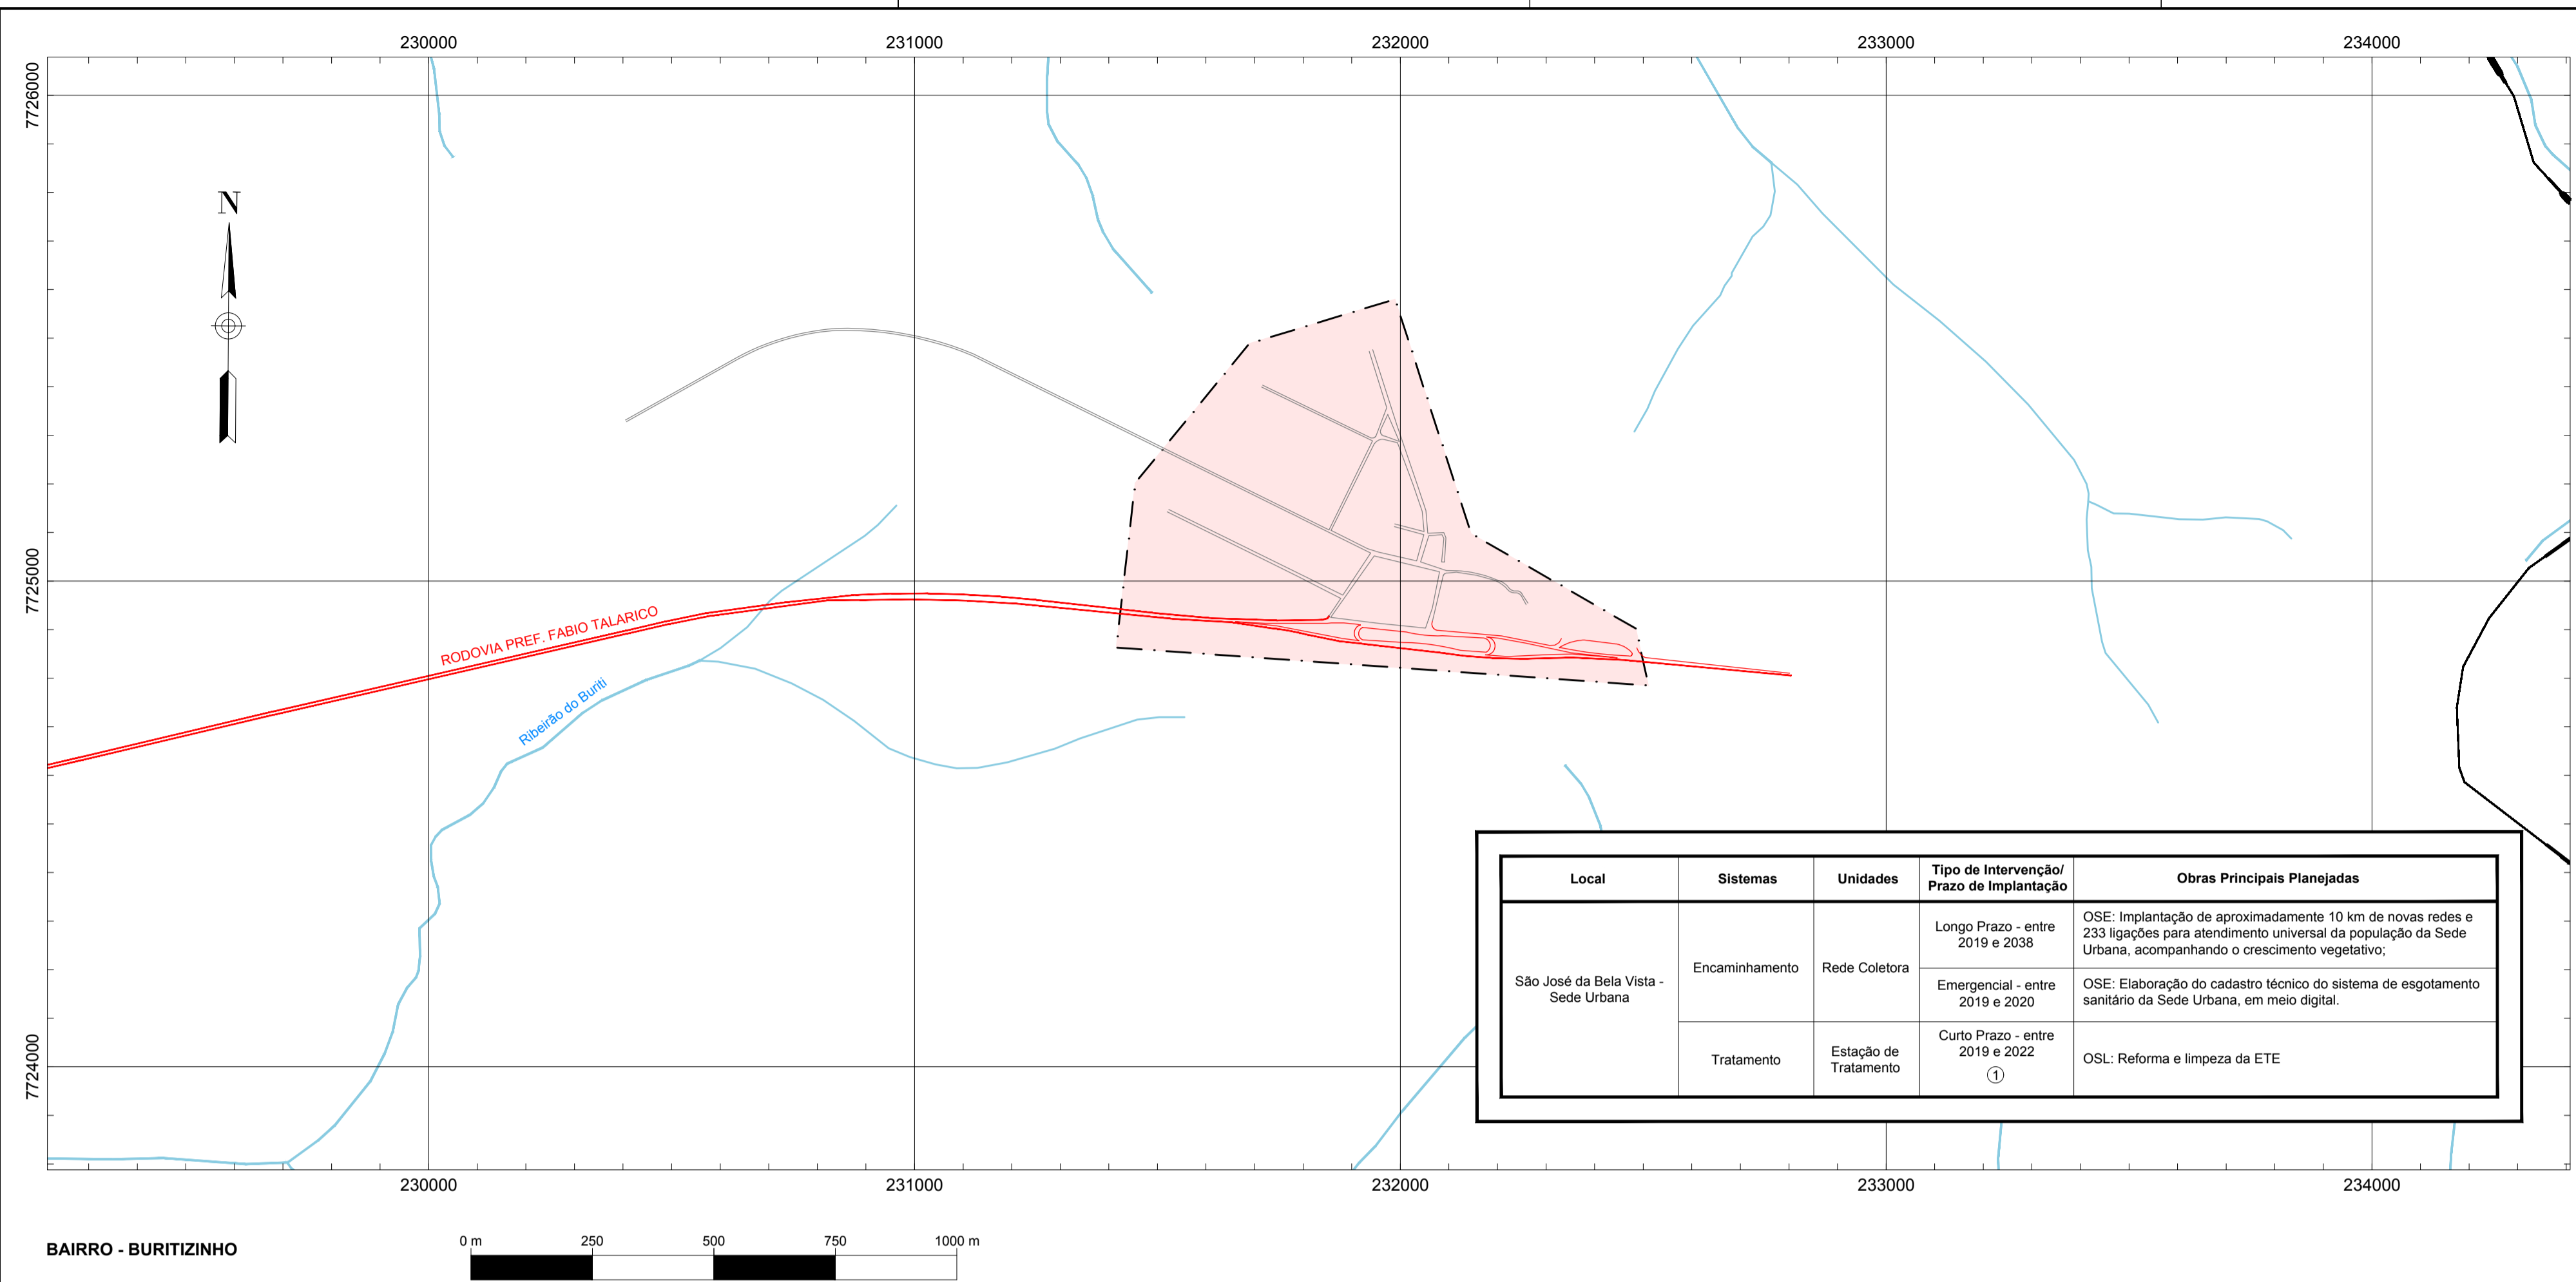 230000
231000
232000
233000
234000
7726000
7725000
7724000
N
RODOVIA PREF. FABIO TALARICO
Ribeirão do Buriti
Local
Sistemas
Unidades
Tipo de Intervenção/
Prazo de Implantação
Obras Principais Planejadas
São José da Bela Vista -
Sede Urbana
Encaminhamento
Rede Coletora
Longo Prazo - entre
2019 e 2038
OSE: Implantação de aproximadamente 10 km de novas redes e
233 ligações para atendimento universal da população da Sede
Urbana, acompanhando o crescimento vegetativo;
Emergencial - entre
2019 e 2020
OSE: Elaboração do cadastro técnico do sistema de esgotamento
sanitário da Sede Urbana, em meio digital.
Tratamento
Estação de
Tratamento
Curto Prazo - entre
2019 e 2022
1
OSL: Reforma e limpeza da ETE
230000
231000
232000
233000
234000
BAIRRO - BURITIZINHO
0 m
250
500
750
1000 m